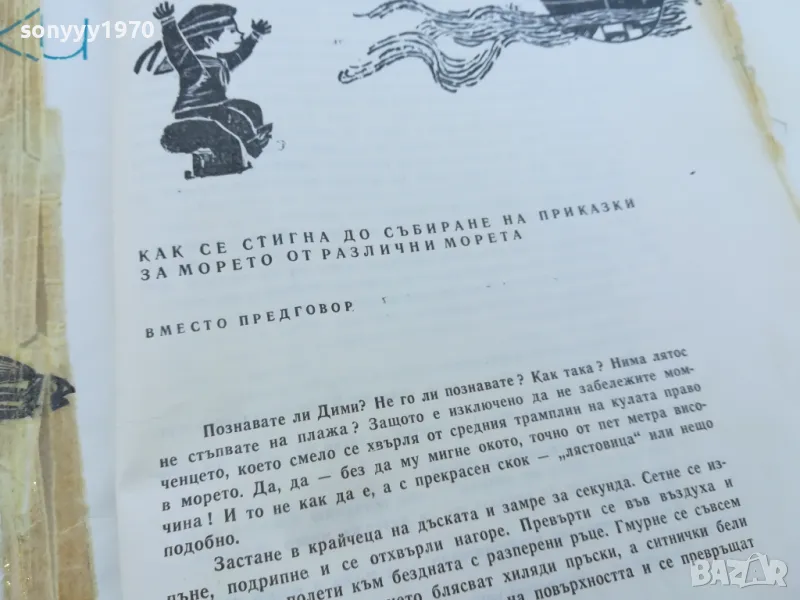 sonyyy1970
КАК СЕ СТИГНА ДО СЪБИРАНЕ НА ПРИКАЗКИ
ЗА МОРЕТО ОТ РАЗЛИЧНИ МОРЕТА
ВМЕСТО ПРЕДГОВОР
Познавате ли Дими? Не го ли познавате? Как така? Нима лятос
не стъпвате на плажа? Защото е изключено да не забележите мом-
ченцето, което смело се хвърля от средния трамплин на кулата право
в морето. Да, да — без да му мигне окото, точно от пет метра висо-
чина! И то не как да е, а с прекрасен скок — „лястовица" или нещо
подобно.
Застане в крайчеца на дъската и замре за секунда. Сетне се из-
пъне, подрипне и се отхвърли нагоре. Превърти се във въздуха и
полети към бездната с разперени ръце. Гмурне се съвсем
блясват хиляди пръски, а ситнички бели
на повърхността и се превръщат
BAZAR.bg